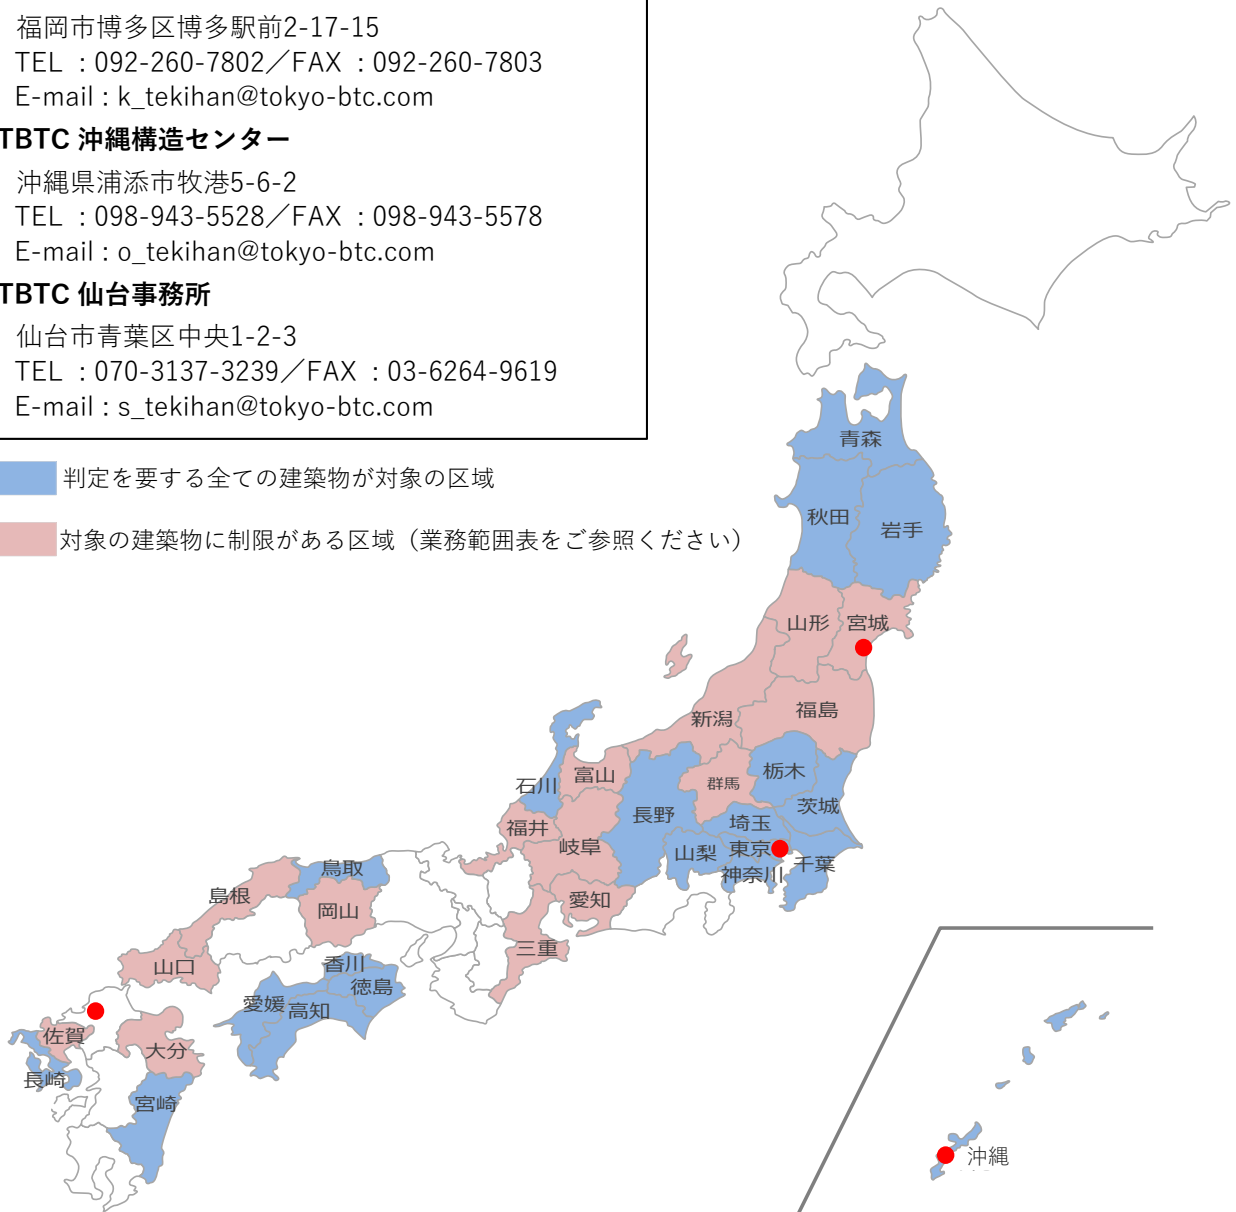 福岡市博多区博多駅前2-17-15
TEL：092-260-7802／FAX：092-260-7803
E-mail : k_tekihan@tokyo-btc.com
TBTC 沖縄構造センター
沖縄県浦添市牧港5-6-2
TEL：098-943-5528／FAX：098-943-5578
E-mail : o_tekihan@tokyo-btc.com
TBTC 仙台事務所
仙台市青葉区中央1-2-3
TEL：070-3137-3239／FAX：03-6264-9619
E-mail : s_tekihan@tokyo-btc.com
判定を要する全ての建築物が対象の区域
対象の建築物に制限がある区域（業務範囲表をご参照ください）
青森
秋田
岩手
山形
宮城
新潟
福島
石川
富山
群馬
栃木
長野
茨城
福井
岐阜
埼玉
山梨
東京
神奈川
千葉
愛知
三重
鳥取
島根
岡山
山口
香川
徳島
愛媛
高知
佐賀
大分
長崎
宮崎
沖縄